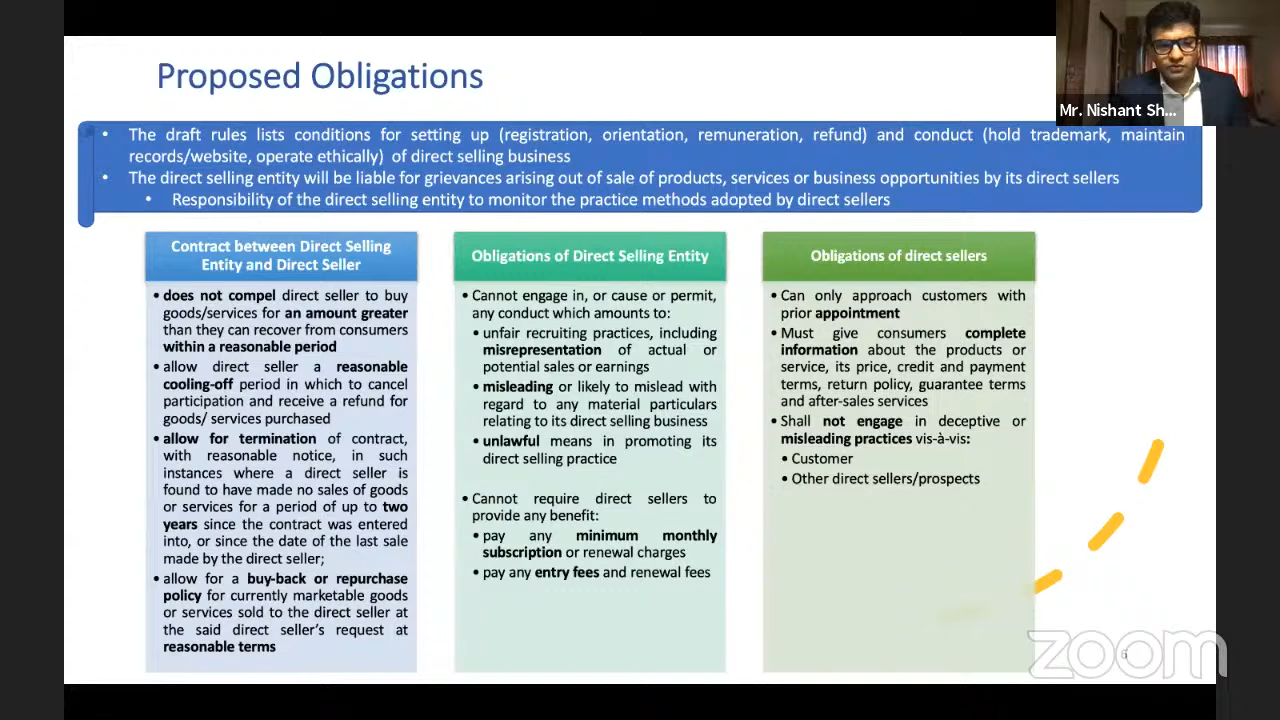 Proposed Obligations
Mr. Nishant Sh...
• The draft rules lists conditions for setting up (registration, orientation, remuneration, refund) and conduct (hold trademark, maintain
records/website, operate ethically) of direct selling business
• The direct selling entity will be liable for grievances arising out of sale of products, services or business opportunities by its direct sellers
• Responsibility of the direct selling entity to monitor the practice methods adopted by direct sellers
Contract between Direct Selling
Entity and Direct Seller
• does not compel direct seller to buy
goods/services for an amount greater
than they can recover from consumers
within a reasonable period
• allow direct seller a reasonable
cooling-off period in which to cancel
participation and receive a refund for
goods/ services purchased
• allow for termination of contract,
with reasonable notice, in such
instances where a direct seller is
found to have made no sales of goods
or services for a period of up to two
years since the contract was entered
into, or since the date of the last sale
made by the direct seller;
• allow for a buy-back or repurchase
policy for currently marketable goods
or services sold to the direct seller at
the said direct seller's request at
reasonable terms
Obligations of Direct Selling Entity
• Cannot engage in, or cause or permit,
any conduct which amounts to:
• unfair recruiting practices, including
misrepresentation of actual or
potential sales or earnings
• misleading or likely to mislead with
regard to any material particulars
relating to its direct selling business
• unlawful means in promoting its
direct selling practice
• Cannot require direct sellers to
provide any benefit:
• pay any minimum monthly
subscription or renewal charges
• pay any entry fees and renewal fees
Obligations of direct sellers
• Can only approach customers with
prior appointment
• Must give consumers complete
information about the products or
service, its price, credit and payment
terms, return policy, guarantee terms
and after-sales services
• Shall not engage in deceptive or
misleading practices vis-à-vis:
• Customer
• Other direct sellers/prospects
6
zoom